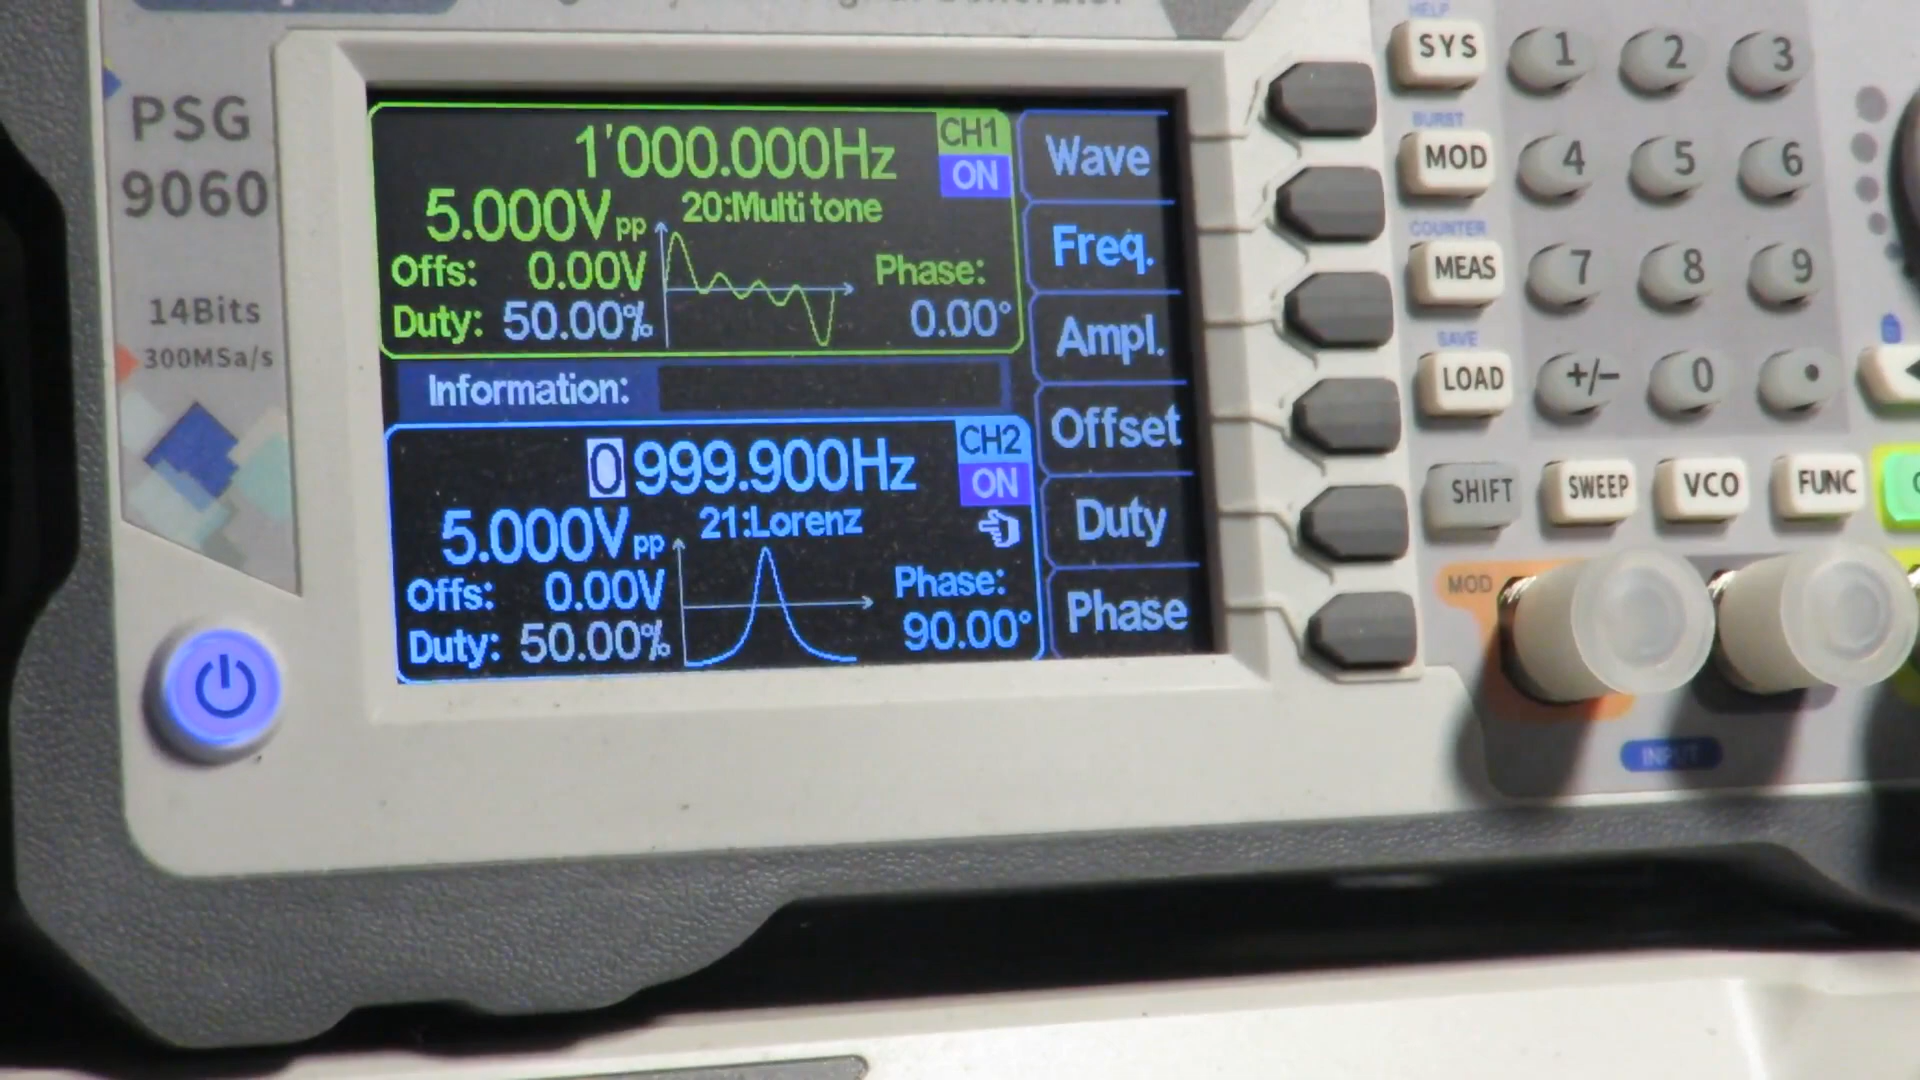 PSG
9060
14Bits
300MSa/s
1'000.000Hz
CH1
ON
5.000Vpp
20:Multi tone
Offs: 0.00V
Phase:
Duty: 50.00%
0.00°
Information:
0 999.900Hz
CH2
ON
5.000Vpp
21:Lorenz
Offs: 0.00V
Phase:
Duty: 50.00%
90.00°
Wave
Freq.
Ampl.
Offset
Duty
Phase
HELP
SYS
1 2 3
BURST
MOD
4 5 6
COUNTER
MEAS
7 8 9
SAVE
LOAD
+/− 0 •
SHIFT SWEEP VCO FUNC
MOD
INPUT